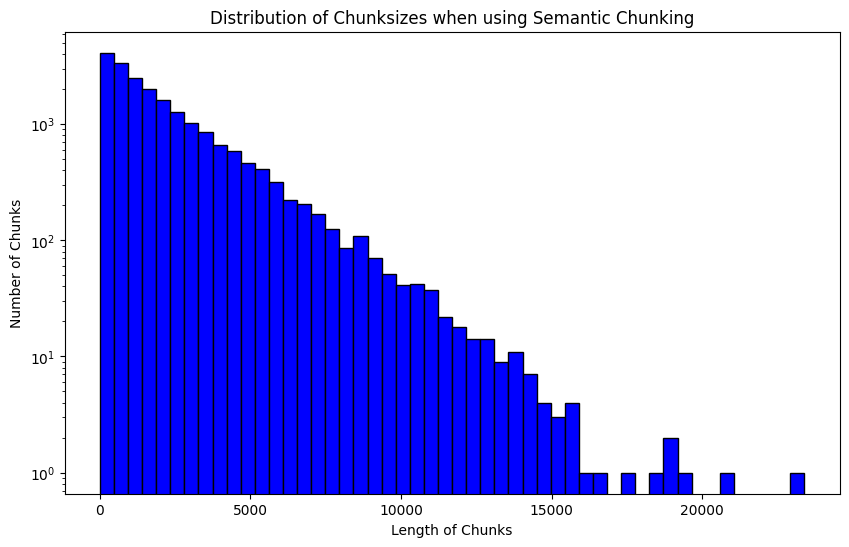 Distribution of Chunksizes when using Semantic Chunking
Number of Chunks
10³
10²
10¹
10⁰
0 5000 10000 15000 20000
Length of Chunks